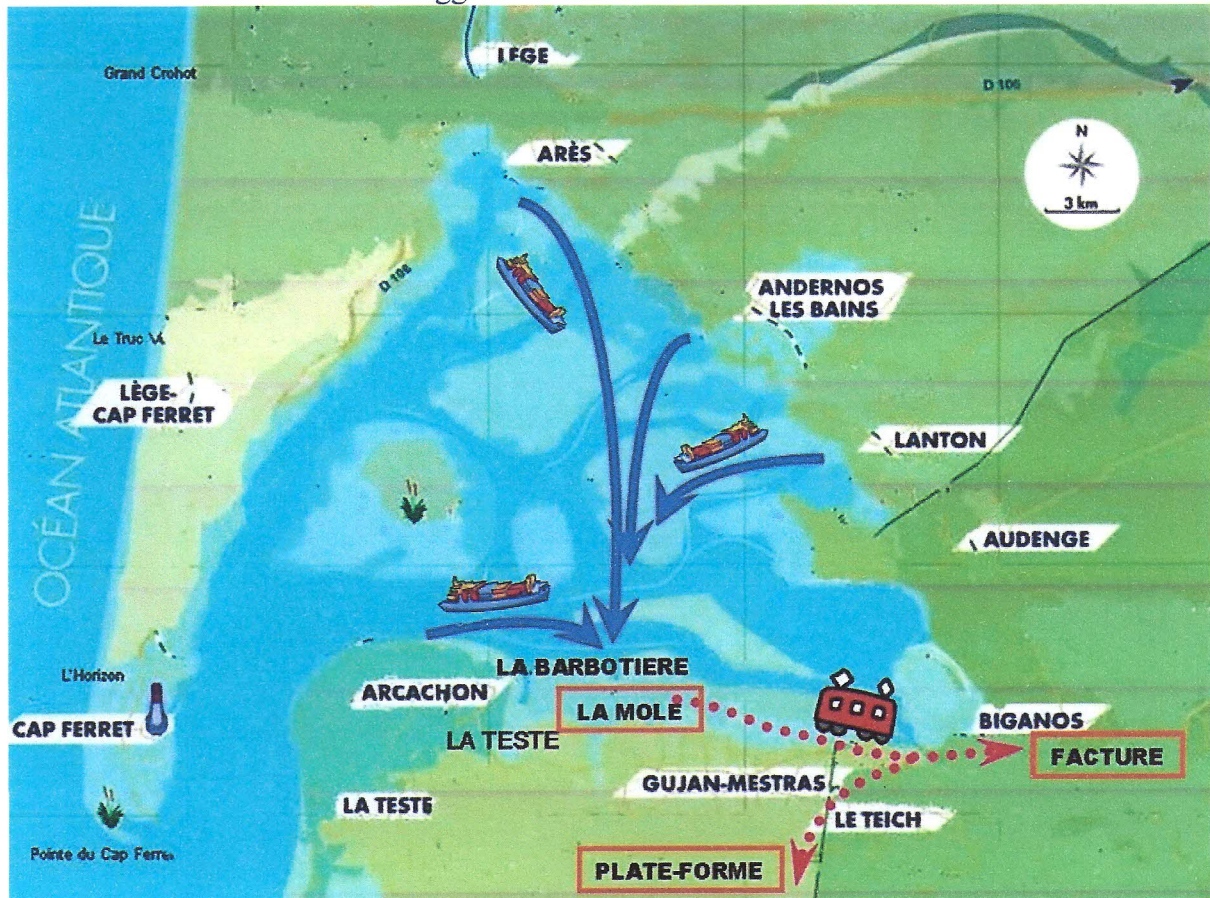 LEGE
Grand Crohot
D 106
N
3 km
ARÈS
OCÉAN ATLANTIQUE
D 106
ANDERNOS
LES BAINS
Le Truc
LÈGE-
CAP FERRET
LANTON
AUDENGE
L'Horizon
CAP FERRET
LA BARBOTIERE
ARCACHON
LA MOLE
LA TESTE
BIGANOS
FACTURE
GUJAN-MESTRAS
LA TESTE
LE TEICH
Pointe du Cap Ferret
PLATE-FORME